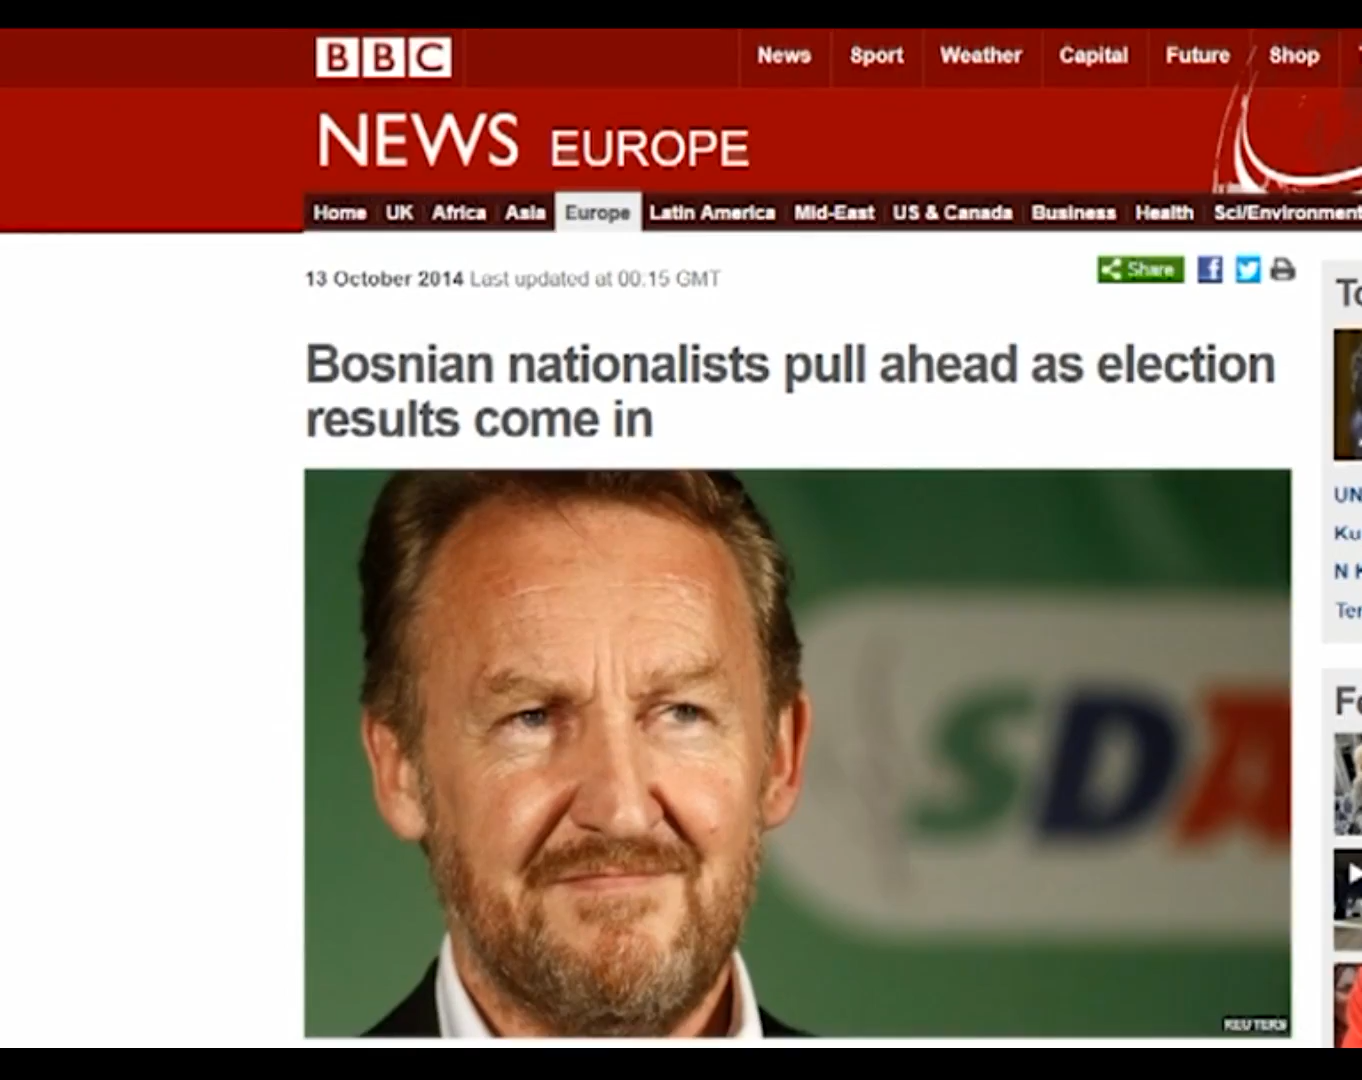 BBC
News Sport Weather Capital Future Shop
NEWS EUROPE
Home UK Africa Asia Europe Latin America Mid-East US & Canada Business Health Sci/Environment
13 October 2014 Last updated at 00:15 GMT
Share
Bosnian nationalists pull ahead as election
results come in
UN
Ku
N K
SDA
REUTERS